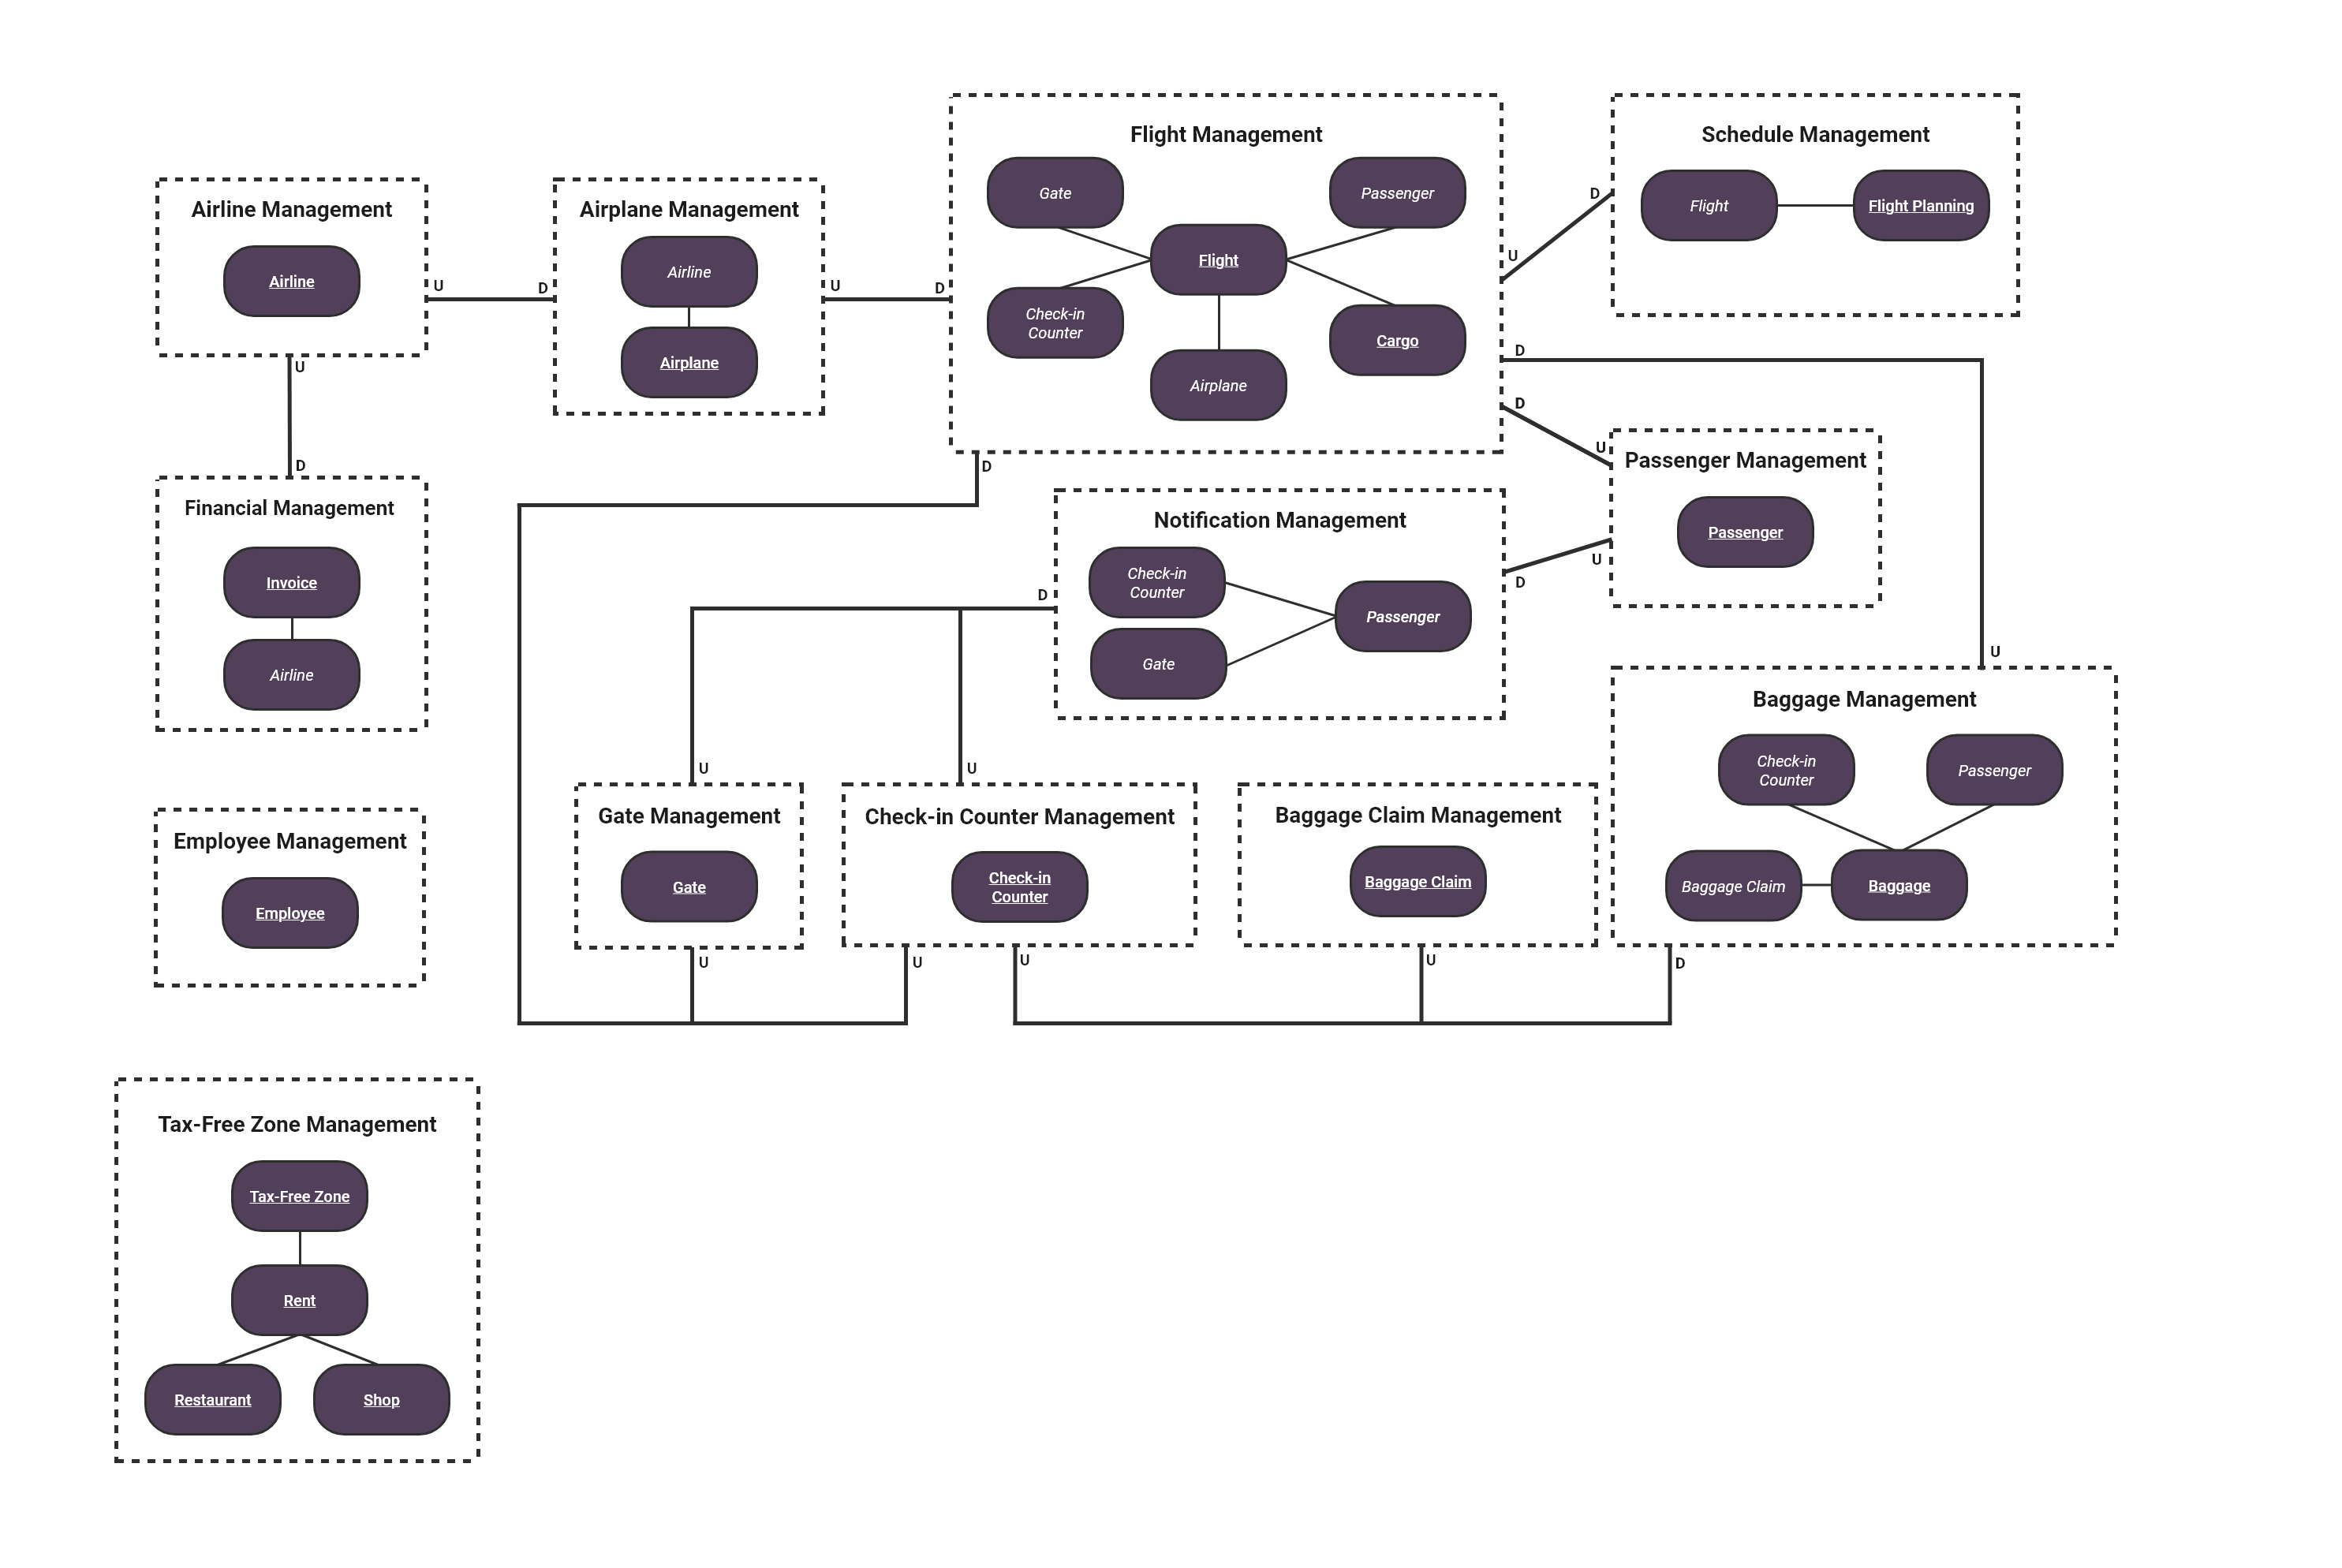 Airline Management
Airline
U
D
U
D
Airplane Management
Airline
Airplane
U
D
Flight Management
Gate
Passenger
Flight
Check-in
Counter
Cargo
Airplane
D
U
D
D
D
Schedule Management
Flight
Flight Planning
Financial Management
Invoice
Airline
Notification Management
Check-in
Counter
Passenger
Gate
D
D
U
U
Passenger Management
Passenger
U
Baggage Management
Check-in
Counter
Passenger
Baggage Claim
Baggage
D
U
Gate Management
Gate
U
U
Check-in Counter Management
Check-in
Counter
U
U
Baggage Claim Management
Baggage Claim
U
Employee Management
Employee
Tax-Free Zone Management
Tax-Free Zone
Rent
Restaurant
Shop